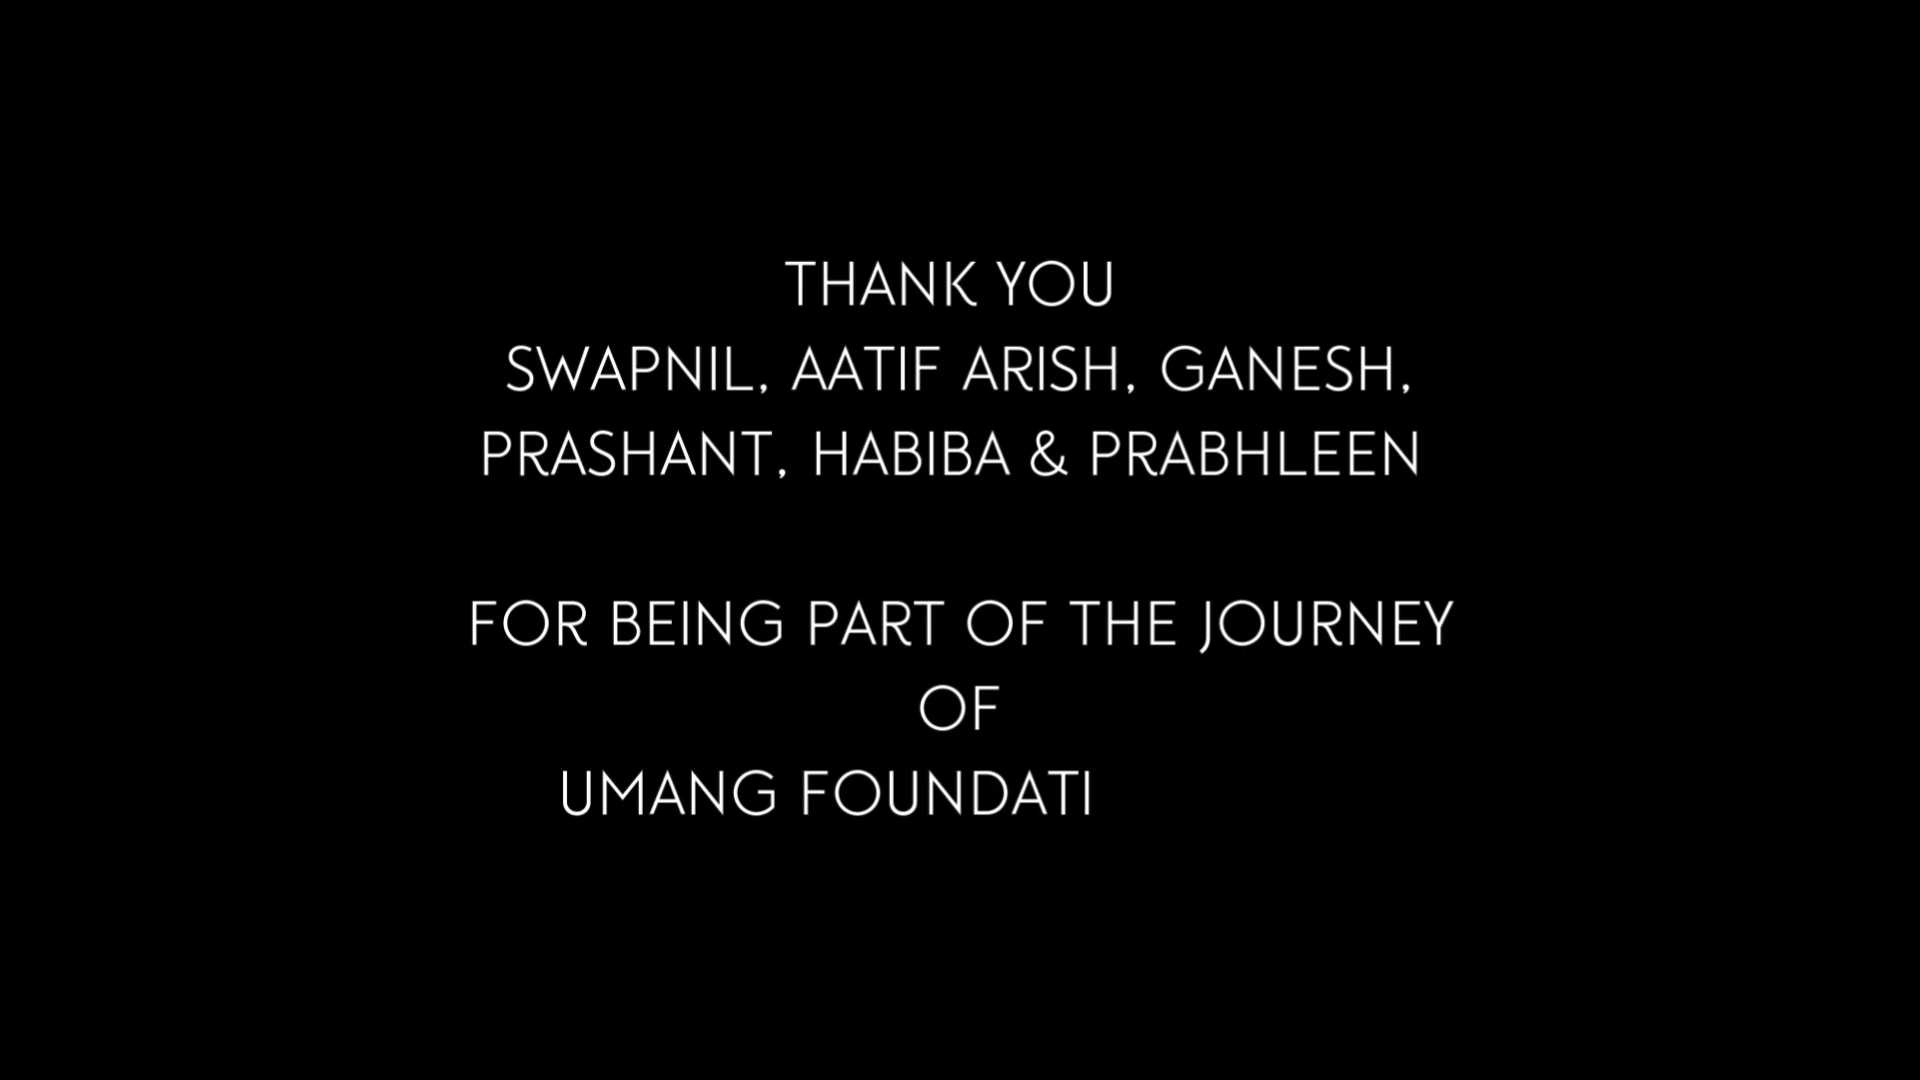 THANK YOU
SWAPNIL, AATIF ARISH, GANESH,
PRASHANT, HABIBA & PRABHLEEN
FOR BEING PART OF THE JOURNEY
OF
UMANG FOUNDATI